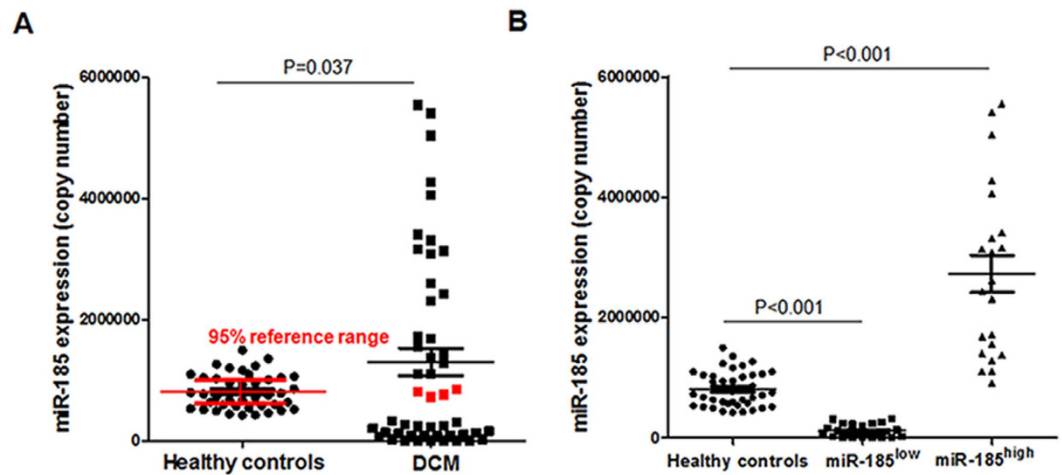 A
P=0.037
miR-185 expression (copy number)
6000000
4000000
2000000
0
95% reference range
Healthy controls
DCM
B
P<0.001
P<0.001
miR-185 expression (copy number)
6000000
4000000
2000000
0
Healthy controls
miR-185low
miR-185high